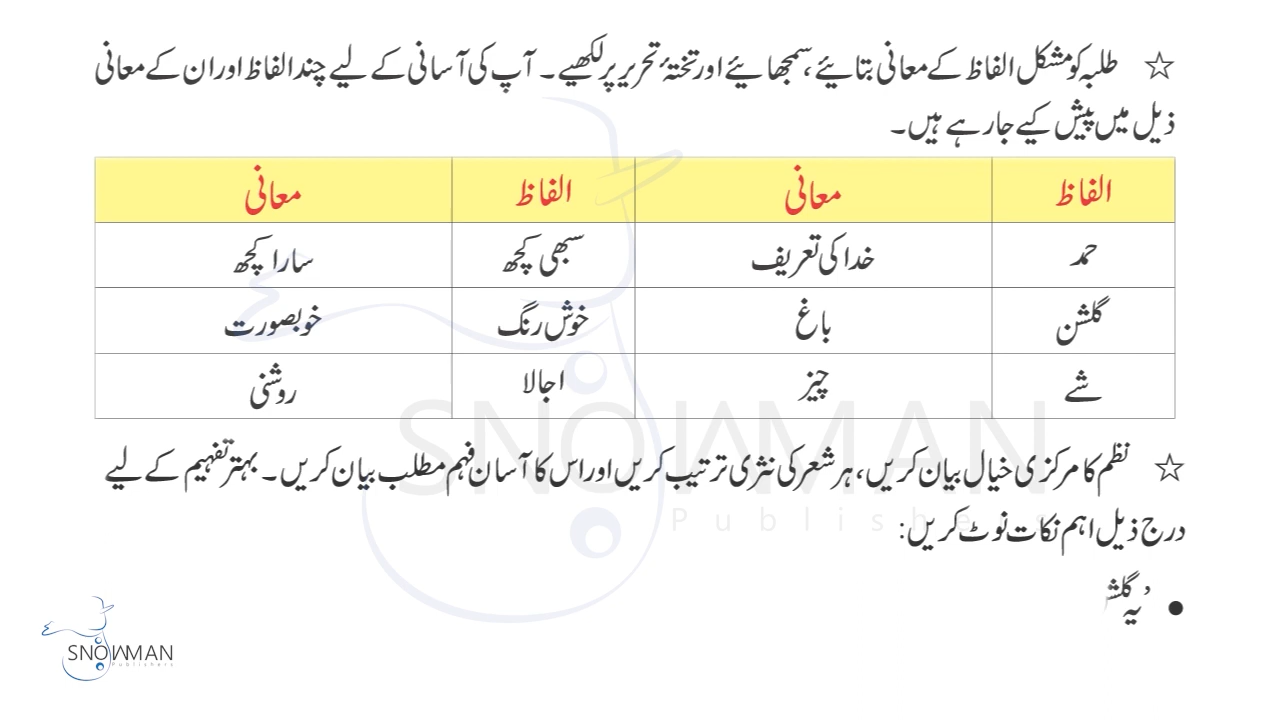 ☆ طلبہ کو مشکل الفاظ کے معانی بتائیے، سمجھائیے اور تختۂ تحریر پر لکھیے۔ آپ کی آسانی کے لیے چند الفاظ اور ان کے معانی
ذیل میں پیش کیے جارہے ہیں۔
الفاظ معانی الفاظ معانی
حمد خدا کی تعریف سبھی کچھ سارا کچھ
گلشن باغ خوش رنگ خوبصورت
شے چیز اجالا روشنی
☆ نظم کا مرکزی خیال بیان کریں، ہر شعر کی نثری ترتیب کریں اور اس کا آسان فہم مطلب بیان کریں۔ بہتر تفہیم کے لیے
درج ذیل اہم نکات نوٹ کریں:
● ’یہ
SNOWMAN
Publishers
SNOWMAN
Publishers